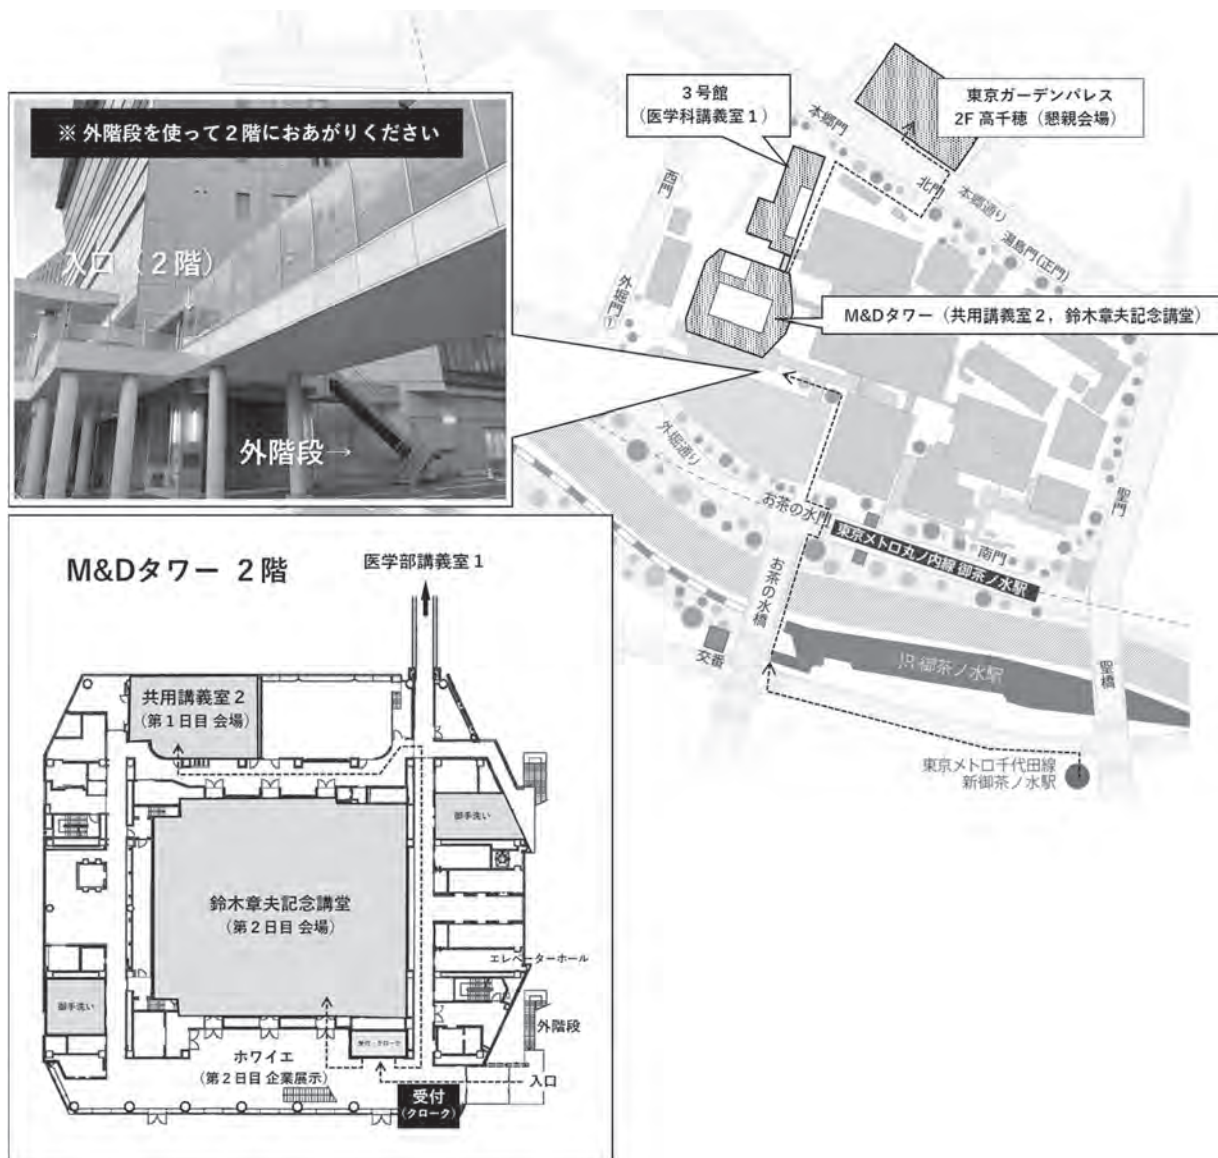 ※ 外階段を使って２階におあがりください
入口（２階）
外階段→
３号館
（医学科講義室１）
東京ガーデンパレス
2F 高千穂（懇親会場）
本郷門
西門
北門
本郷通り
湯島門(正門)
外堀門
M&Dタワー（共用講義室２，鈴木章夫記念講堂）
外堀通り
お茶の水門
東京メトロ丸ノ内線 御茶ノ水駅
南門
聖門
お茶の水橋
交番
JR 御茶ノ水駅
聖橋
東京メトロ千代田線
新御茶ノ水駅
M&Dタワー ２階
医学部講義室１
共用講義室２
（第１日目 会場）
御手洗い
鈴木章夫記念講堂
（第２日目 会場）
エレベーターホール
御手洗い
外階段
受付・クローク
ホワイエ
（第２日目 企業展示）
入口
受付
（クローク）